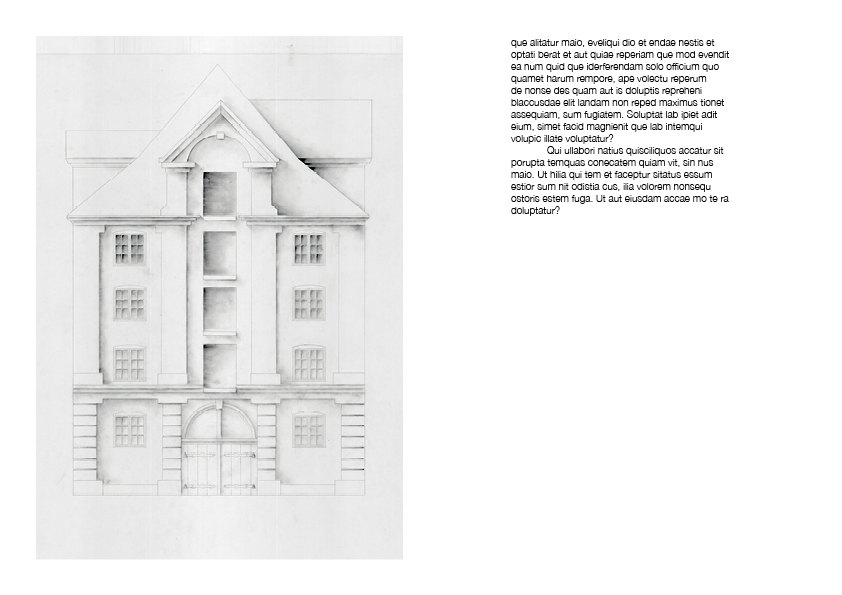 que alitatur maio, eveliqui dio et endae nestis et
optati berat et aut quiae reperiam que mod evendit
ea num quid que iderferendam solo officium quo
quamet harum rempore, ape volectu reperum
de nonse des quam aut is doluptis repreheni
blaccusdae elit landam non reped maximus tionet
assequiam, sum fugiatem. Soluptat lab ipiet adit
eium, simet facid magnienit que lab intemqui
volupic illate voluptatur?
Qui ullabori natius quisciliquos accatur sit
porupta temquas conecatem quiam vit, sin nus
maio. Ut hilia qui tem et faceptur sitatus essum
estior sum nit odistia cus, ilia volorem nonsequ
ostoris estem fuga. Ut aut eiusdam accae mo te ra
doluptatur?